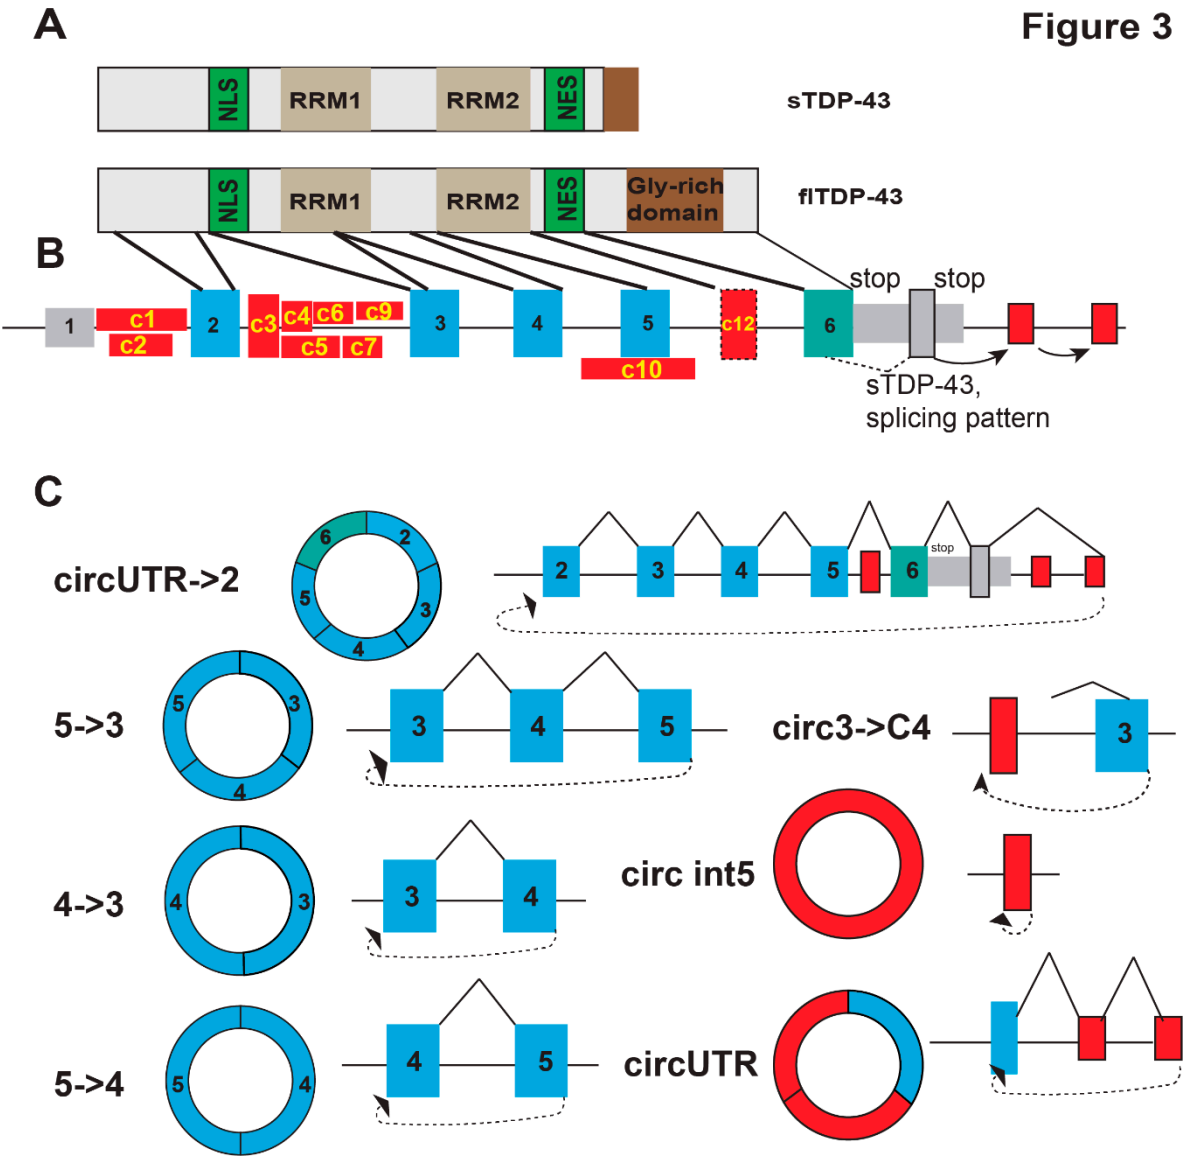 A
Figure 3
NLS RRM1 RRM2 NES
sTDP-43
NLS RRM1 RRM2 NES Gly-rich
domain
flTDP-43
B
stop stop
1 c1 2 c3 c4 c6 c9 3 4 5 c12 6
c2 c5 c7
c10
sTDP-43,
splicing pattern
C
circUTR->2
6 2 5 3 4
2 3 4 5 6 stop
5->3
5 3 4
3 4 5
circ3->C4
3
4->3
4 3
3 4
circ int5
5->4
5 4
4 5
circUTR